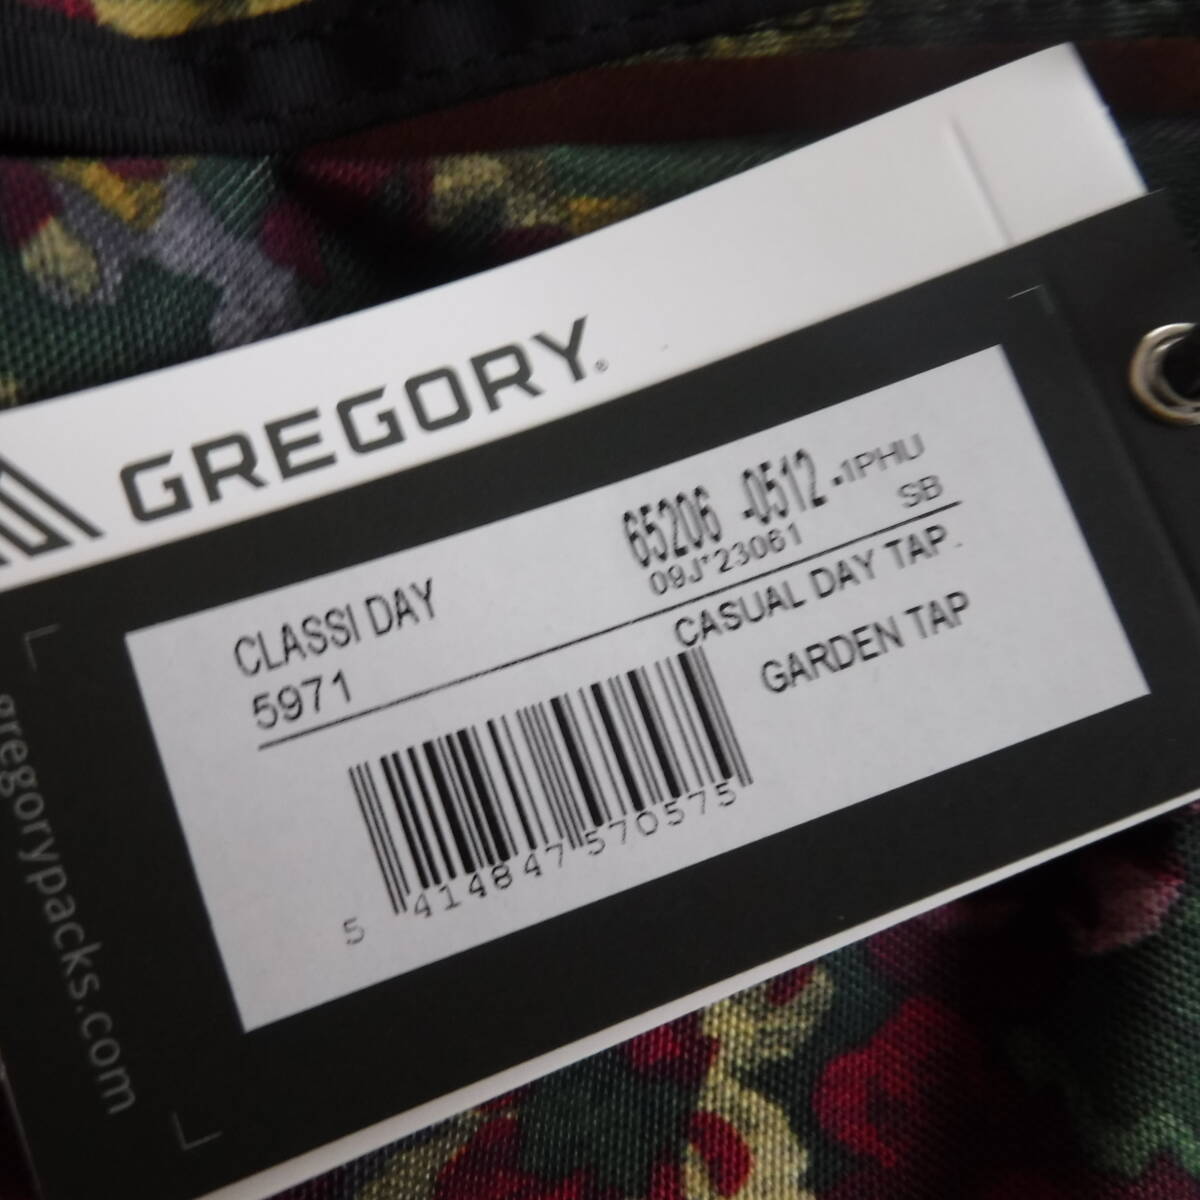 GREGORY®
65206 -0512 -1PHU
CLASSI DAY
09J*23061 SB
5971
CASUAL DAY TAP.
GARDEN TAP
5 414847 570575
gregorypacks.com